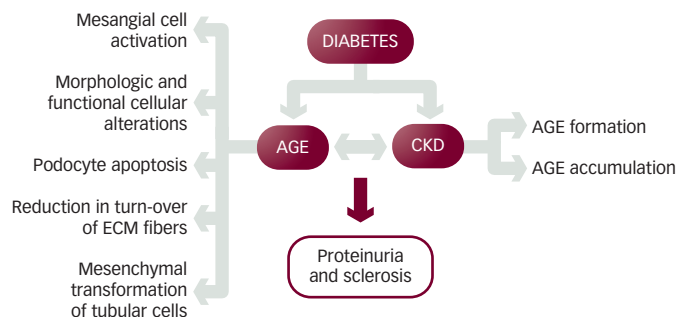 Mesangial cell
activation
Morphologic and
functional cellular
alterations
Podocyte apoptosis
Reduction in turn-over
of ECM fibers
Mesenchymal
transformation
of tubular cells
DIABETES
AGE
CKD
Proteinuria
and sclerosis
AGE formation
AGE accumulation